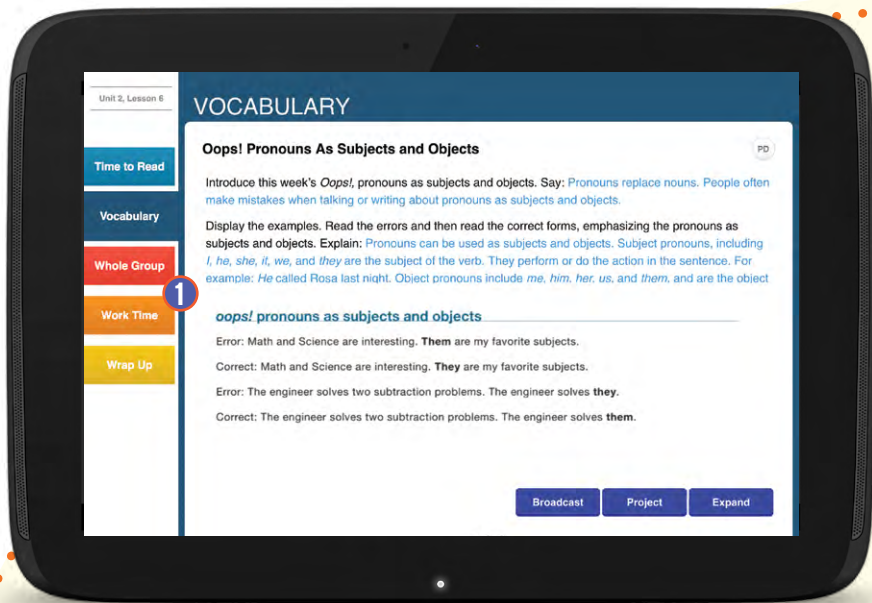 Unit 2, Lesson 6
VOCABULARY
Time to Read
Vocabulary
Whole Group
Work Time
Wrap Up
1
Oops! Pronouns As Subjects and Objects
PD
Introduce this week's Oops!, pronouns as subjects and objects. Say: Pronouns replace nouns. People often
make mistakes when talking or writing about pronouns as subjects and objects.
Display the examples. Read the errors and then read the correct forms, emphasizing the pronouns as
subjects and objects. Explain: Pronouns can be used as subjects and objects. Subject pronouns, including
I, he, she, it, we, and they are the subject of the verb. They perform or do the action in the sentence. For
example: He called Rosa last night. Object pronouns include me, him, her, us, and them, and are the object
oops! pronouns as subjects and objects
Error: Math and Science are interesting. Them are my favorite subjects.
Correct: Math and Science are interesting. They are my favorite subjects.
Error: The engineer solves two subtraction problems. The engineer solves they.
Correct: The engineer solves two subtraction problems. The engineer solves them.
Broadcast
Project
Expand